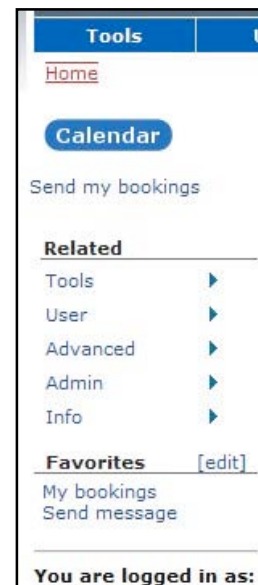 Tools
Home
Calendar
Send my bookings
Related
Tools
User
Advanced
Admin
Info
Favorites [edit]
My bookings
Send message
You are logged in as: